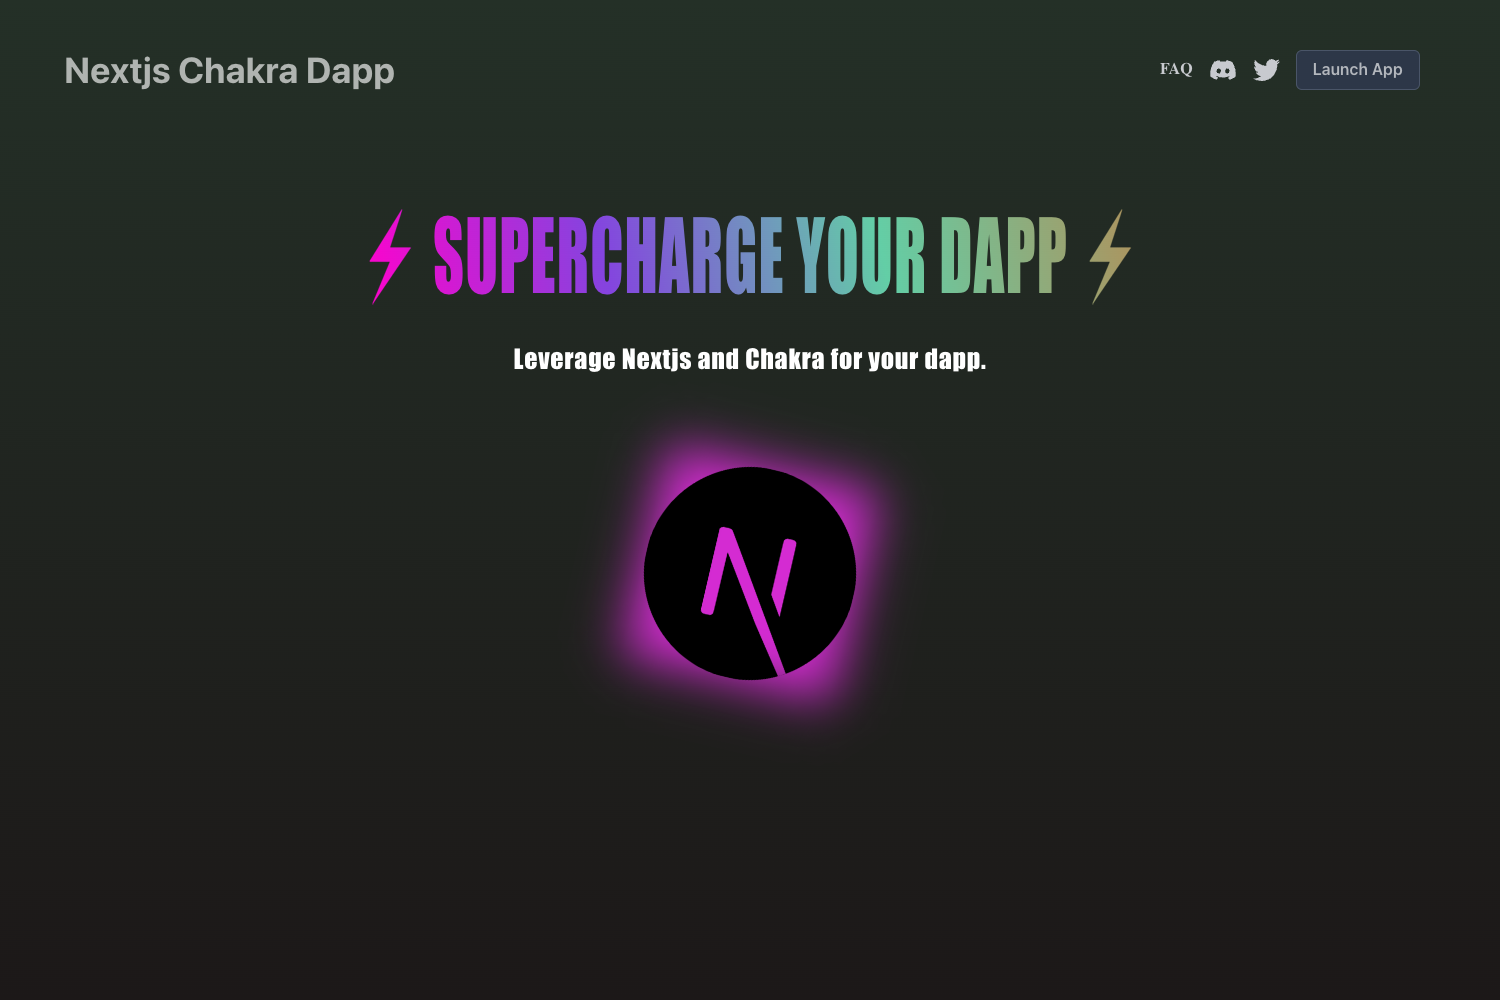 Nextjs Chakra Dapp
FAQ
Launch App
⚡ SUPERCHARGE YOUR DAPP ⚡
Leverage Nextjs and Chakra for your dapp.
N